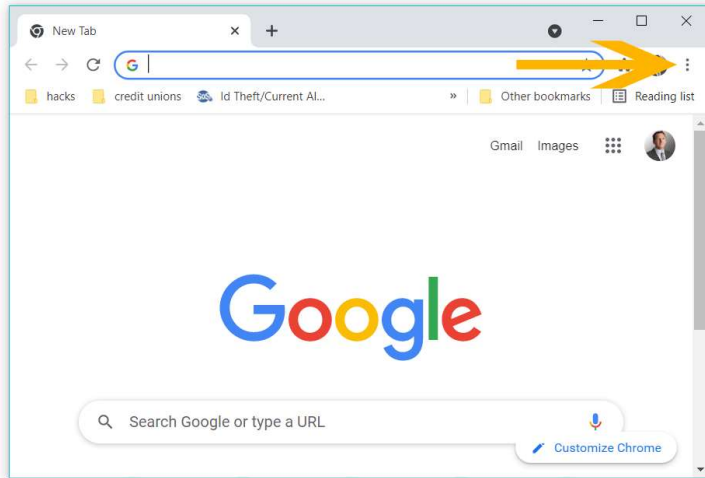 New Tab
G
hacks credit unions Id Theft/Current Al... » Other bookmarks Reading list
Gmail Images
Google
Search Google or type a URL
Customize Chrome